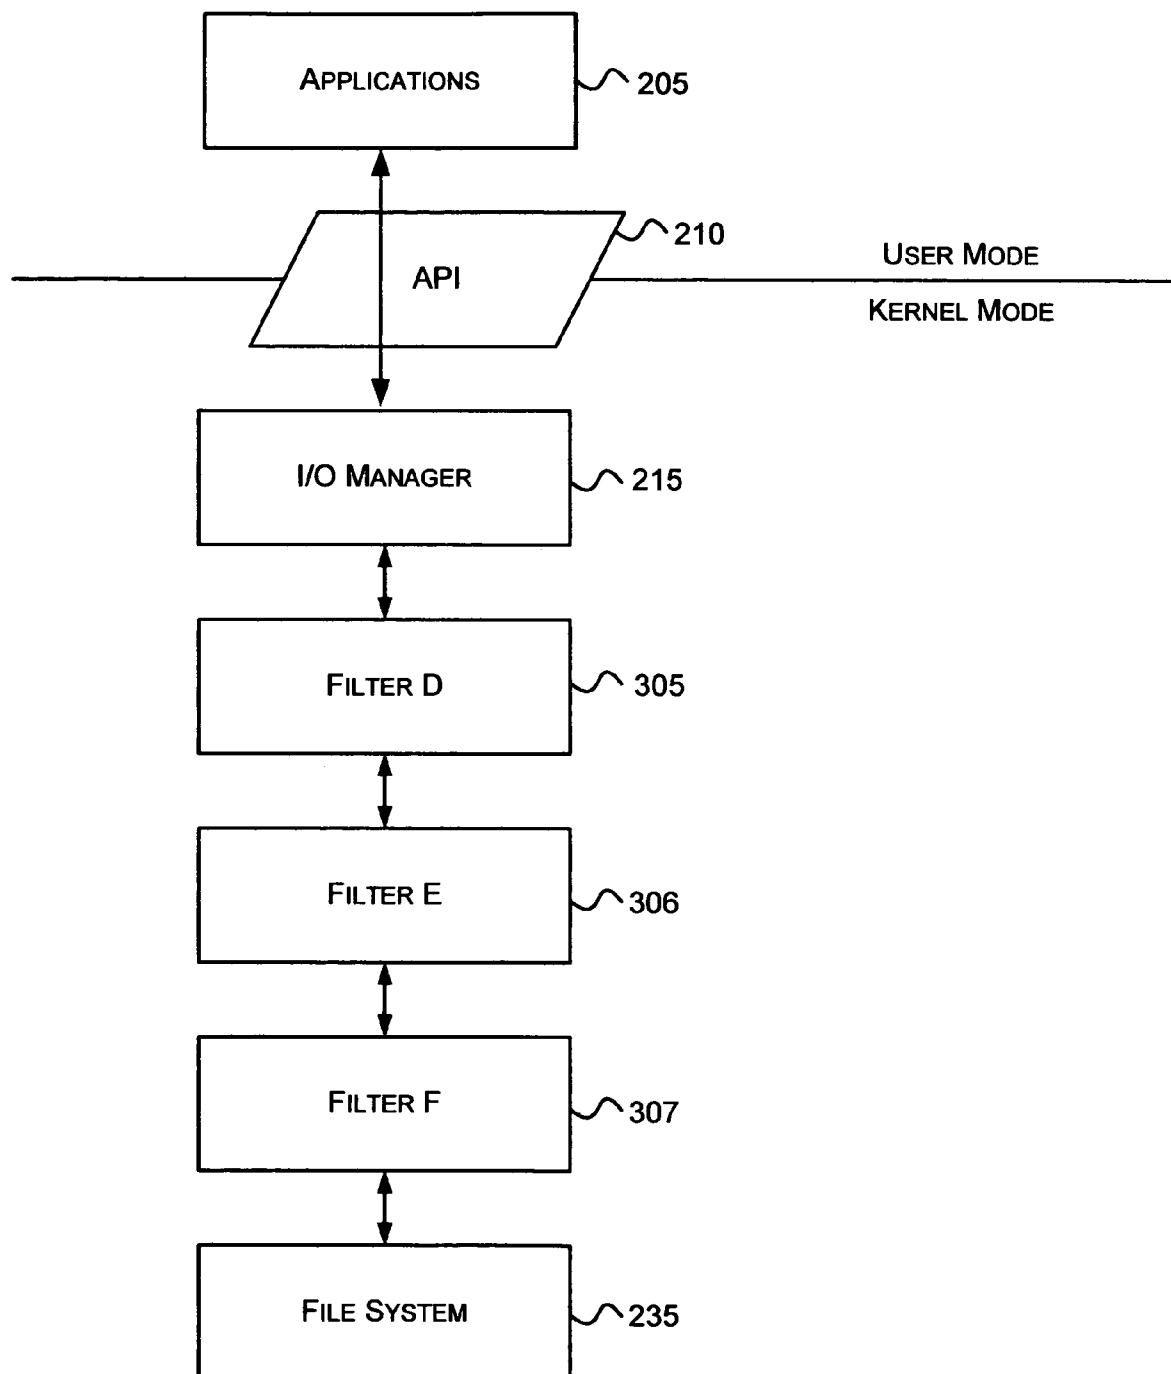 APPLICATIONS 205
210
API
USER MODE
KERNEL MODE
I/O MANAGER 215
FILTER D 305
FILTER E 306
FILTER F 307
FILE SYSTEM 235